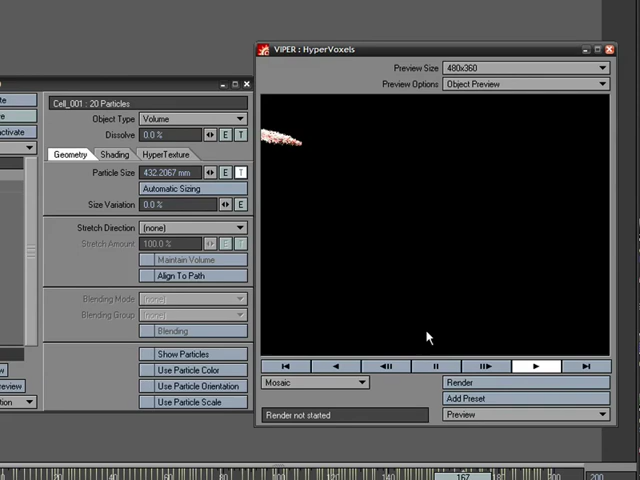 VIPER : HyperVoxels
Preview Size 480x360
Preview Options Object Preview
Cell_001 : 20 Particles
Object Type Volume
Dissolve 0.0 % E T
Geometry Shading HyperTexture
Particle Size 432.2067 mm E T
Automatic Sizing
Size Variation 0.0 % E
Stretch Direction (none)
Stretch Amount 100.0 % E T
Maintain Volume
Align To Path
Blending Mode (none)
Blending Group (none)
Blending
Show Particles
Use Particle Color
Use Particle Orientation
Use Particle Scale
Mosaic
Render
Add Preset
Render not started
Preview
167
200
200